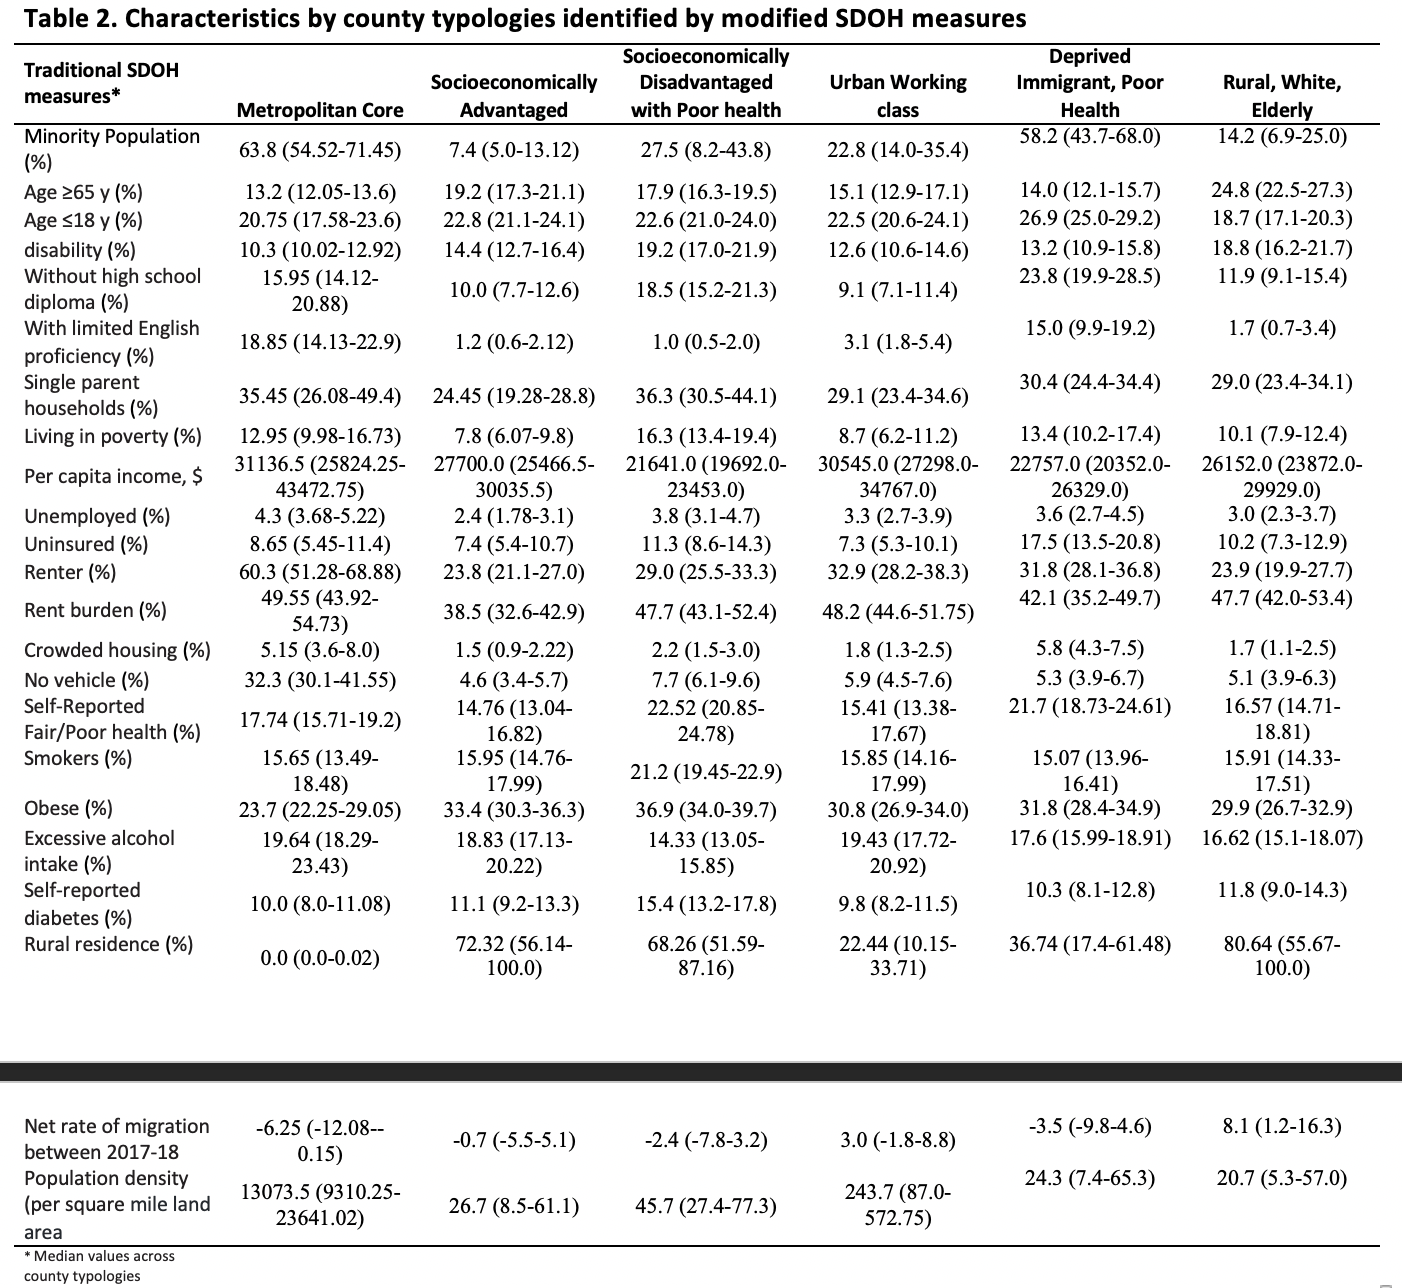 Table 2. Characteristics by county typologies identified by modified SDOH measures
Traditional SDOH measures* Metropolitan Core Socioeconomically Advantaged Socioeconomically Disadvantaged with Poor health Urban Working class Deprived Immigrant, Poor Health Rural, White, Elderly
Minority Population (%) 63.8 (54.52-71.45) 7.4 (5.0-13.12) 27.5 (8.2-43.8) 22.8 (14.0-35.4) 58.2 (43.7-68.0) 14.2 (6.9-25.0)
Age ≥65 y (%) 13.2 (12.05-13.6) 19.2 (17.3-21.1) 17.9 (16.3-19.5) 15.1 (12.9-17.1) 14.0 (12.1-15.7) 24.8 (22.5-27.3)
Age ≤18 y (%) 20.75 (17.58-23.6) 22.8 (21.1-24.1) 22.6 (21.0-24.0) 22.5 (20.6-24.1) 26.9 (25.0-29.2) 18.7 (17.1-20.3)
disability (%) 10.3 (10.02-12.92) 14.4 (12.7-16.4) 19.2 (17.0-21.9) 12.6 (10.6-14.6) 13.2 (10.9-15.8) 18.8 (16.2-21.7)
Without high school diploma (%) 15.95 (14.12-20.88) 10.0 (7.7-12.6) 18.5 (15.2-21.3) 9.1 (7.1-11.4) 23.8 (19.9-28.5) 11.9 (9.1-15.4)
With limited English proficiency (%) 18.85 (14.13-22.9) 1.2 (0.6-2.12) 1.0 (0.5-2.0) 3.1 (1.8-5.4) 15.0 (9.9-19.2) 1.7 (0.7-3.4)
Single parent households (%) 35.45 (26.08-49.4) 24.45 (19.28-28.8) 36.3 (30.5-44.1) 29.1 (23.4-34.6) 30.4 (24.4-34.4) 29.0 (23.4-34.1)
Living in poverty (%) 12.95 (9.98-16.73) 7.8 (6.07-9.8) 16.3 (13.4-19.4) 8.7 (6.2-11.2) 13.4 (10.2-17.4) 10.1 (7.9-12.4)
Per capita income, $ 31136.5 (25824.25-43472.75) 27700.0 (25466.5-30035.5) 21641.0 (19692.0-23453.0) 30545.0 (27298.0-34767.0) 22757.0 (20352.0-26329.0) 26152.0 (23872.0-29929.0)
Unemployed (%) 4.3 (3.68-5.22) 2.4 (1.78-3.1) 3.8 (3.1-4.7) 3.3 (2.7-3.9) 3.6 (2.7-4.5) 3.0 (2.3-3.7)
Uninsured (%) 8.65 (5.45-11.4) 7.4 (5.4-10.7) 11.3 (8.6-14.3) 7.3 (5.3-10.1) 17.5 (13.5-20.8) 10.2 (7.3-12.9)
Renter (%) 60.3 (51.28-68.88) 23.8 (21.1-27.0) 29.0 (25.5-33.3) 32.9 (28.2-38.3) 31.8 (28.1-36.8) 23.9 (19.9-27.7)
Rent burden (%) 49.55 (43.92-54.73) 38.5 (32.6-42.9) 47.7 (43.1-52.4) 48.2 (44.6-51.75) 42.1 (35.2-49.7) 47.7 (42.0-53.4)
Crowded housing (%) 5.15 (3.6-8.0) 1.5 (0.9-2.22) 2.2 (1.5-3.0) 1.8 (1.3-2.5) 5.8 (4.3-7.5) 1.7 (1.1-2.5)
No vehicle (%) 32.3 (30.1-41.55) 4.6 (3.4-5.7) 7.7 (6.1-9.6) 5.9 (4.5-7.6) 5.3 (3.9-6.7) 5.1 (3.9-6.3)
Self-Reported Fair/Poor health (%) 17.74 (15.71-19.2) 14.76 (13.04-16.82) 22.52 (20.85-24.78) 15.41 (13.38-17.67) 21.7 (18.73-24.61) 16.57 (14.71-18.81)
Smokers (%) 15.65 (13.49-18.48) 15.95 (14.76-17.99) 21.2 (19.45-22.9) 15.85 (14.16-17.99) 15.07 (13.96-16.41) 15.91 (14.33-17.51)
Obese (%) 23.7 (22.25-29.05) 33.4 (30.3-36.3) 36.9 (34.0-39.7) 30.8 (26.9-34.0) 31.8 (28.4-34.9) 29.9 (26.7-32.9)
Excessive alcohol intake (%) 19.64 (18.29-23.43) 18.83 (17.13-20.22) 14.33 (13.05-15.85) 19.43 (17.72-20.92) 17.6 (15.99-18.91) 16.62 (15.1-18.07)
Self-reported diabetes (%) 10.0 (8.0-11.08) 11.1 (9.2-13.3) 15.4 (13.2-17.8) 9.8 (8.2-11.5) 10.3 (8.1-12.8) 11.8 (9.0-14.3)
Rural residence (%) 0.0 (0.0-0.02) 72.32 (56.14-100.0) 68.26 (51.59-87.16) 22.44 (10.15-33.71) 36.74 (17.4-61.48) 80.64 (55.67-100.0)
Net rate of migration between 2017-18 -6.25 (-12.08--0.15) -0.7 (-5.5-5.1) -2.4 (-7.8-3.2) 3.0 (-1.8-8.8) -3.5 (-9.8-4.6) 8.1 (1.2-16.3)
Population density (per square mile land area 13073.5 (9310.25-23641.02) 26.7 (8.5-61.1) 45.7 (27.4-77.3) 243.7 (87.0-572.75) 24.3 (7.4-65.3) 20.7 (5.3-57.0)
* Median values across
county typologies